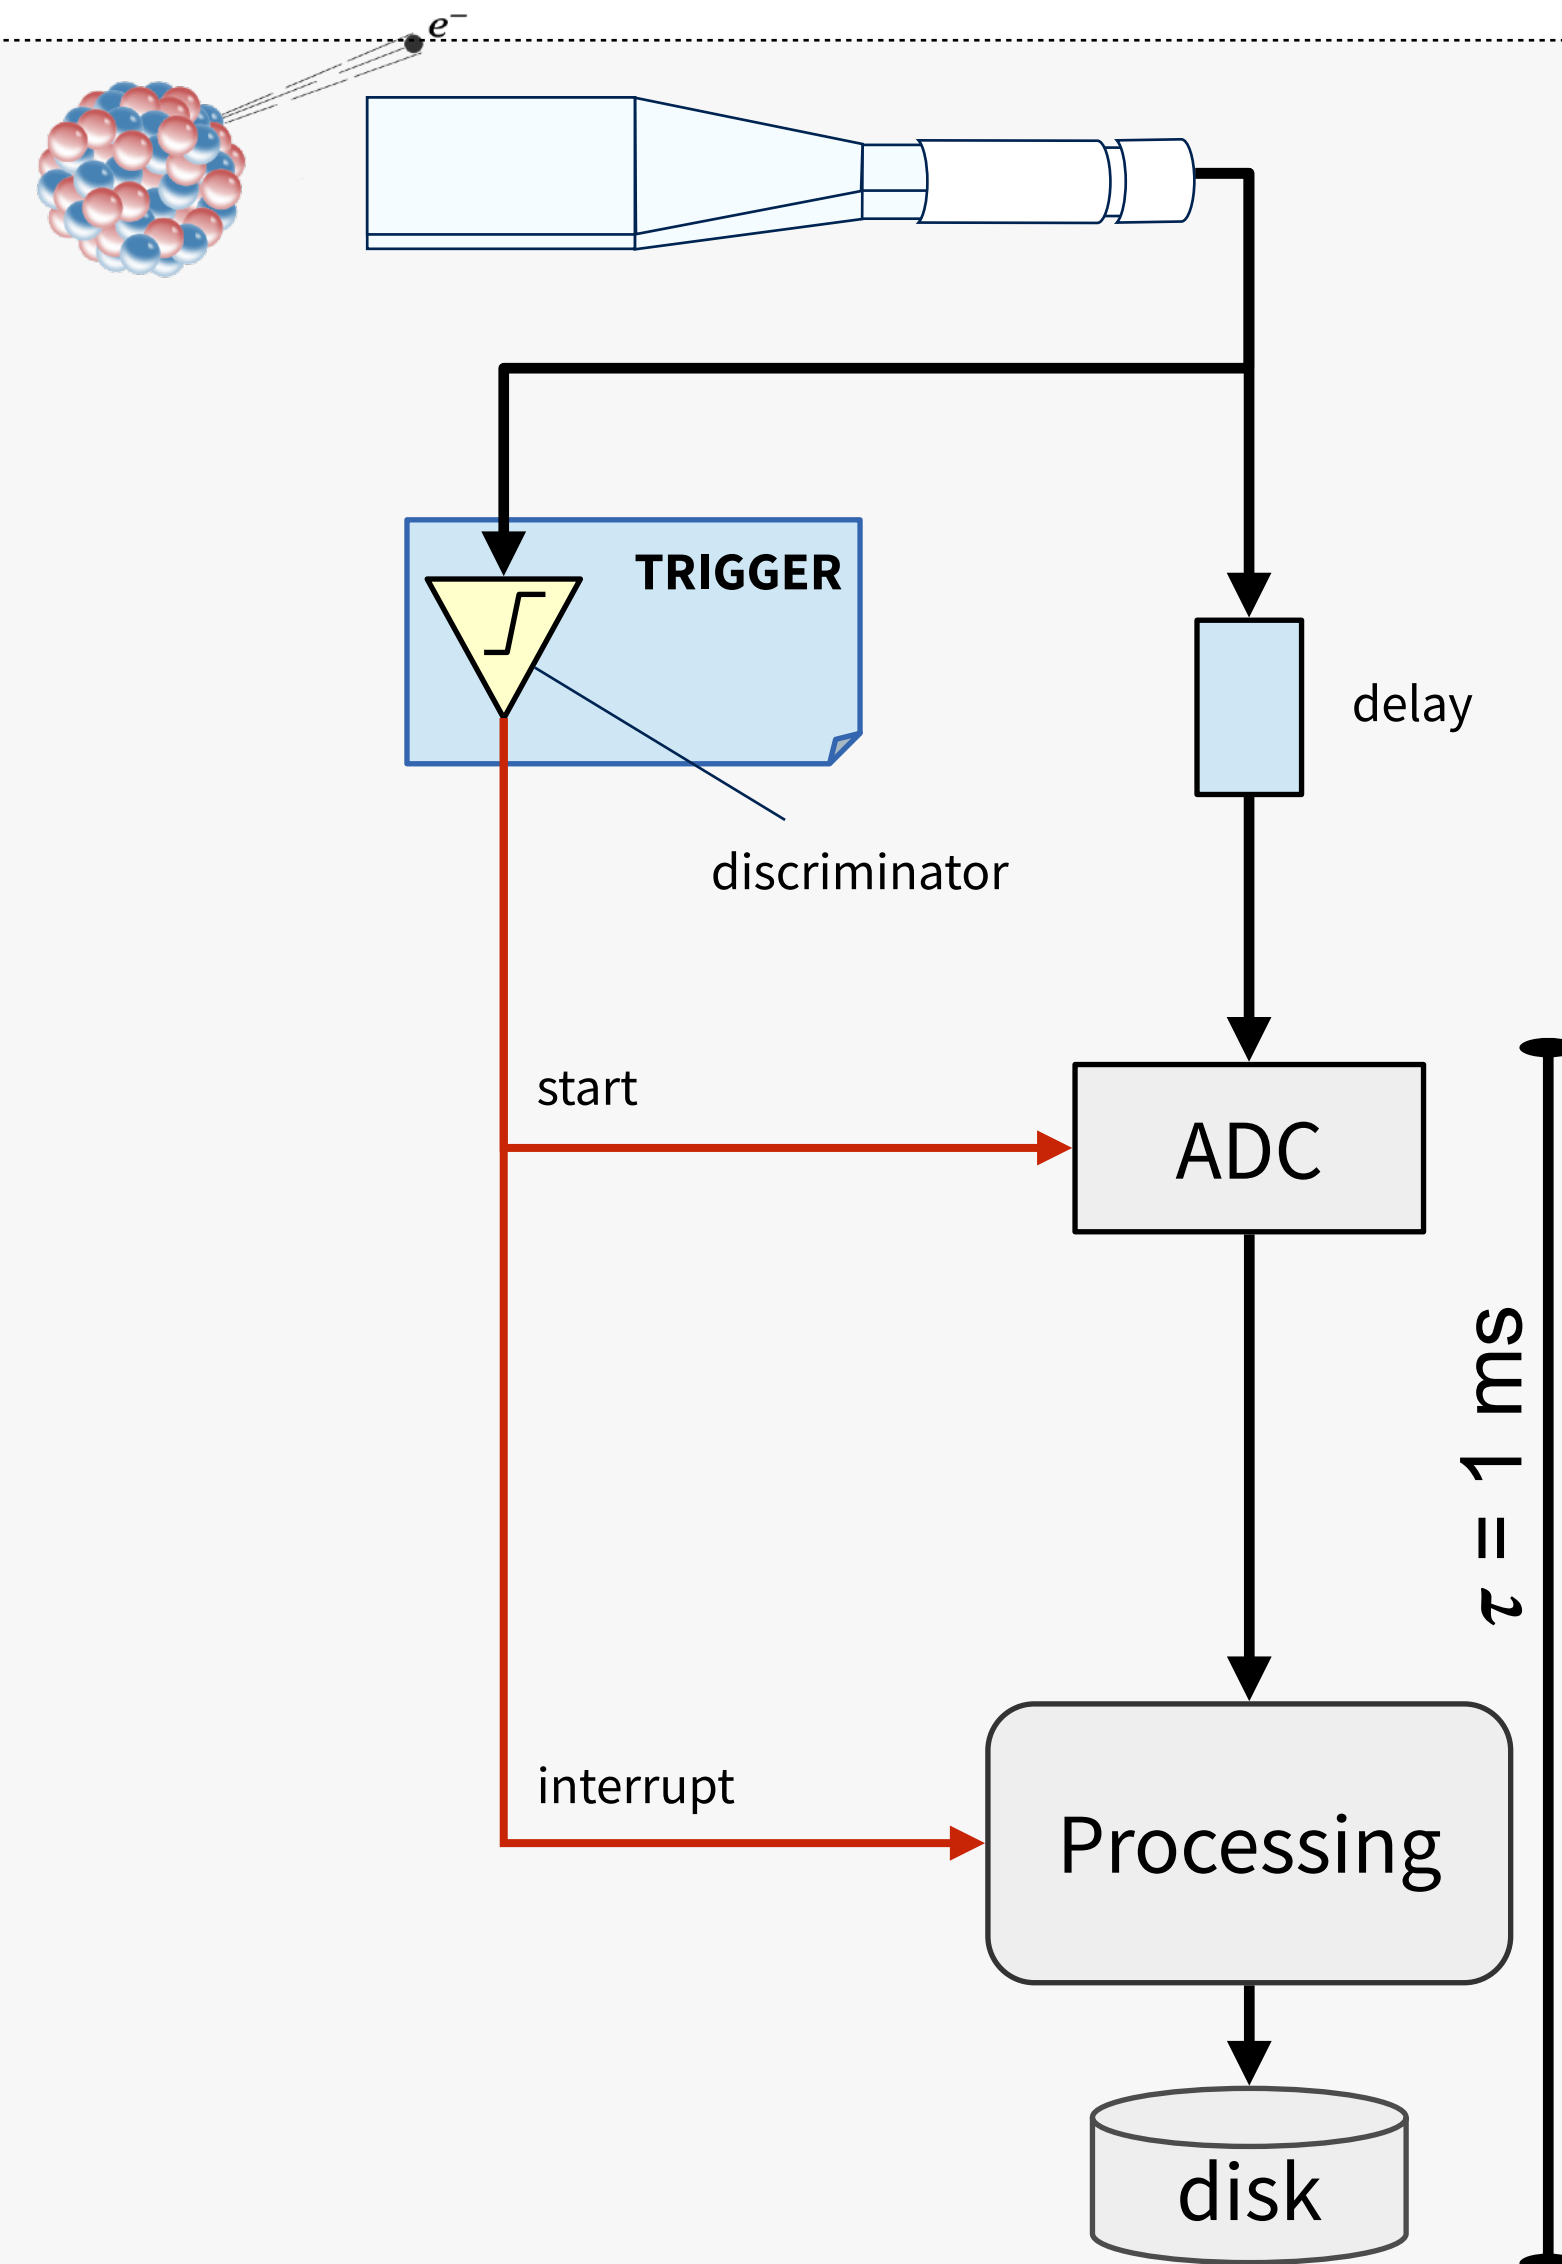 e⁻
TRIGGER
delay
discriminator
start
ADC
τ = 1 ms
interrupt
Processing
disk